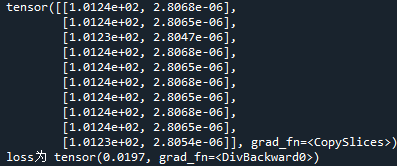 tensor([[1.0124e+02, 2.8068e-06],
[1.0124e+02, 2.8065e-06],
[1.0123e+02, 2.8047e-06],
[1.0124e+02, 2.8068e-06],
[1.0124e+02, 2.8065e-06],
[1.0124e+02, 2.8068e-06],
[1.0124e+02, 2.8065e-06],
[1.0124e+02, 2.8068e-06],
[1.0124e+02, 2.8065e-06],
[1.0123e+02, 2.8054e-06]], grad_fn=<CopySlices>)
loss为 tensor(0.0197, grad_fn=<DivBackward0>)